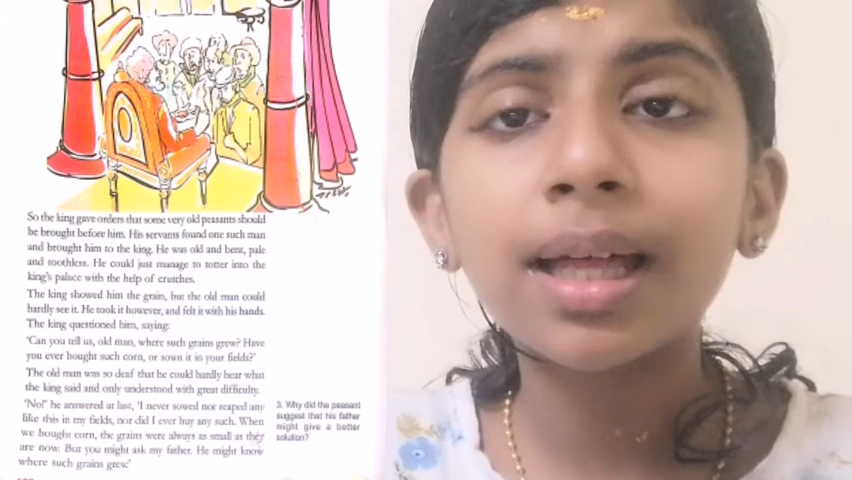 So the king gave orders that some very old peasants should
be brought before him. His servants found one such man
and brought him to the king. He was old and bent, pale
and toothless. He could just manage to totter into the
king's palace with the help of crutches.
The king showed him the grain, but the old man could
hardly see it. He took it however, and felt it with his hands.
The king questioned him, saying:
'Can you tell us, old man, where such grains grew? Have
you ever bought such corn, or sown it in your fields?'
The old man was so deaf that he could hardly hear what
the king said and only understood with great difficulty.
'No!' he answered at last, 'I never sowed nor reaped any
like this in my fields, nor did I ever buy any such. When
we bought corn, the grains were always as small as they
are now. But you might ask my father. He might know
where such grains grew.'
3. Why did the peasant
suggest that his father
might give a better
solution?